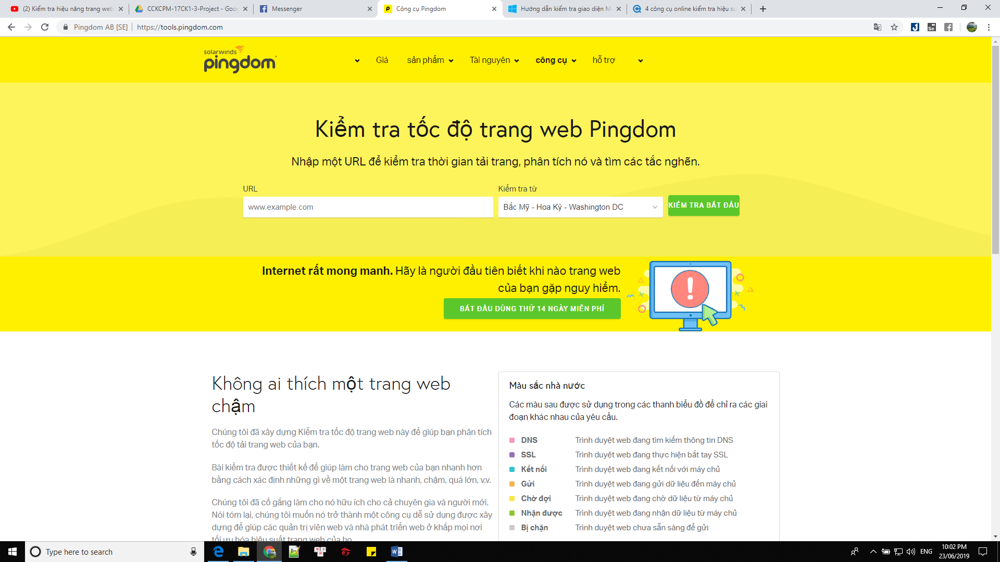 (2) Kiểm tra hiệu năng trang web
CCKCPM-17CK1-3-Project - Goo
Messenger
Công cụ Pingdom
Hướng dẫn kiểm tra giao diện M
4 công cụ online kiểm tra hiệu su
Pingdom AB [SE]
https://tools.pingdom.com
solarwinds
pingdom
Giá
sản phẩm
Tài nguyên
công cụ
hỗ trợ
Kiểm tra tốc độ trang web Pingdom
Nhập một URL để kiểm tra thời gian tải trang, phân tích nó và tìm các tắc nghẽn.
URL
Kiểm tra từ
www.example.com
Bắc Mỹ - Hoa Kỳ - Washington DC
KIỂM TRA BẮT ĐẦU
Internet rất mong manh. Hãy là người đầu tiên biết khi nào trang web
của bạn gặp nguy hiểm.
BẮT ĐẦU DÙNG THỬ 14 NGÀY MIỄN PHÍ
Không ai thích một trang web
chậm
Chúng tôi đã xây dựng Kiểm tra tốc độ trang web này để giúp bạn phân tích
tốc độ tải trang web của bạn.
Bài kiểm tra được thiết kế để giúp làm cho trang web của bạn nhanh hơn
bằng cách xác định những gì về một trang web là nhanh, chậm, quá lớn, v.v.
Chúng tôi đã cố gắng làm cho nó hữu ích cho cả chuyên gia và người mới.
Nói tóm lại, chúng tôi muốn nó trở thành một công cụ dễ sử dụng được xây
dựng để giúp các quản trị viên web và nhà phát triển web ở khắp mọi nơi
tối ưu hóa hiệu suất trang web của họ
Màu sắc nhà nước
Các màu sau được sử dụng trong các thanh biểu đồ để chỉ ra các giai
đoạn khác nhau của yêu cầu.
DNS Trình duyệt web đang tìm kiếm thông tin DNS
SSL Trình duyệt web đang thực hiện bắt tay SSL
Kết nối Trình duyệt web đang kết nối với máy chủ
Gửi Trình duyệt web đang gửi dữ liệu đến máy chủ
Chờ đợi Trình duyệt web đang chờ dữ liệu từ máy chủ
Nhận được Trình duyệt web đang nhận dữ liệu từ máy chủ
Bị chặn Trình duyệt web chưa sẵn sàng để gửi
Type here to search
ENG
10:02 PM
23/06/2019